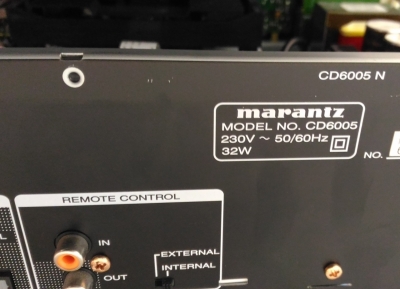 CD6005 N
marantz
MODEL NO. CD6005
230V ~ 50/60Hz
32W
NO.
REMOTE CONTROL
IN
OUT
EXTERNAL
INTERNAL